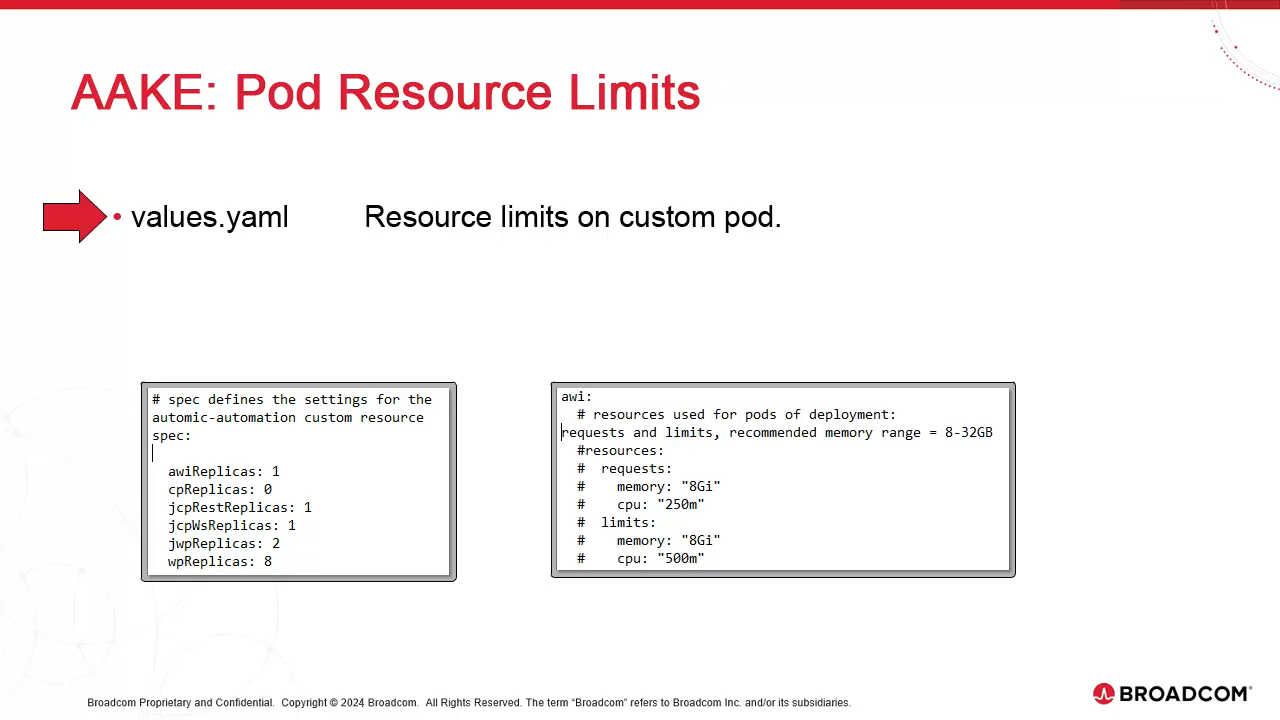 AAKE: Pod Resource Limits
• values.yaml Resource limits on custom pod.
# spec defines the settings for the
automic-automation custom resource
spec:
awiReplicas: 1
cpReplicas: 0
jcpRestReplicas: 1
jcpWsReplicas: 1
jwpReplicas: 2
wpReplicas: 8
awi:
# resources used for pods of deployment:
requests and limits, recommended memory range = 8-32GB
#resources:
# requests:
# memory: "8Gi"
# cpu: "250m"
# limits:
# memory: "8Gi"
# cpu: "500m"
Broadcom Proprietary and Confidential. Copyright © 2024 Broadcom. All Rights Reserved. The term “Broadcom” refers to Broadcom Inc. and/or its subsidiaries.
BROADCOM®